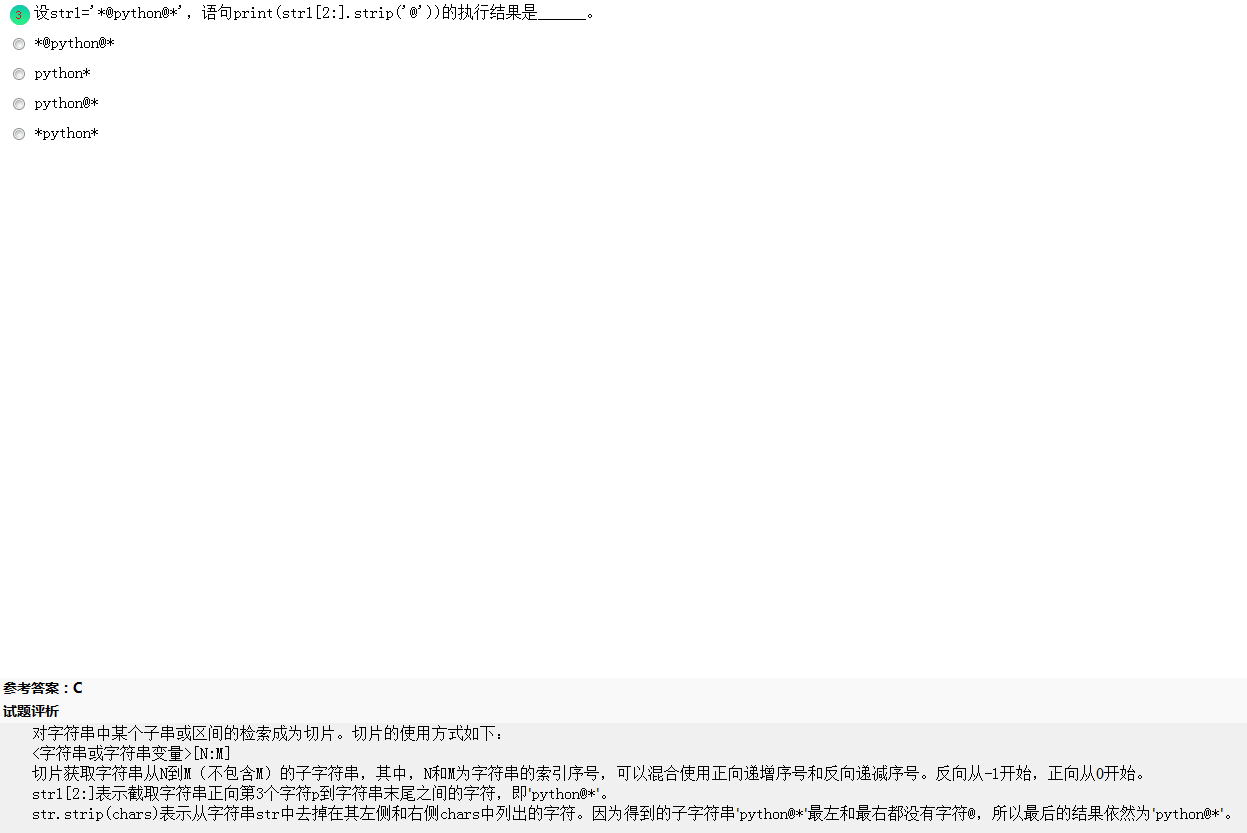 3 设str1='*@python@*'，语句print(str1[2:].strip('@'))的执行结果是______。
*@python@*
python*
python@*
*python*
参考答案：C
试题评析
对字符串中某个子串或区间的检索成为切片。切片的使用方式如下：
<字符串或字符串变量>[N:M]
切片获取字符串从N到M（不包含M）的子字符串，其中，N和M为字符串的索引序号，可以混合使用正向递增序号和反向递减序号。反向从-1开始，正向从0开始。
str1[2:]表示截取字符串正向第3个字符p到字符串末尾之间的字符，即'python@*'。
str.strip(chars)表示从字符串str中去掉在其左侧和右侧chars中列出的字符。因为得到的子字符串'python@*'最左和最右都没有字符@，所以最后的结果依然为'python@*'。